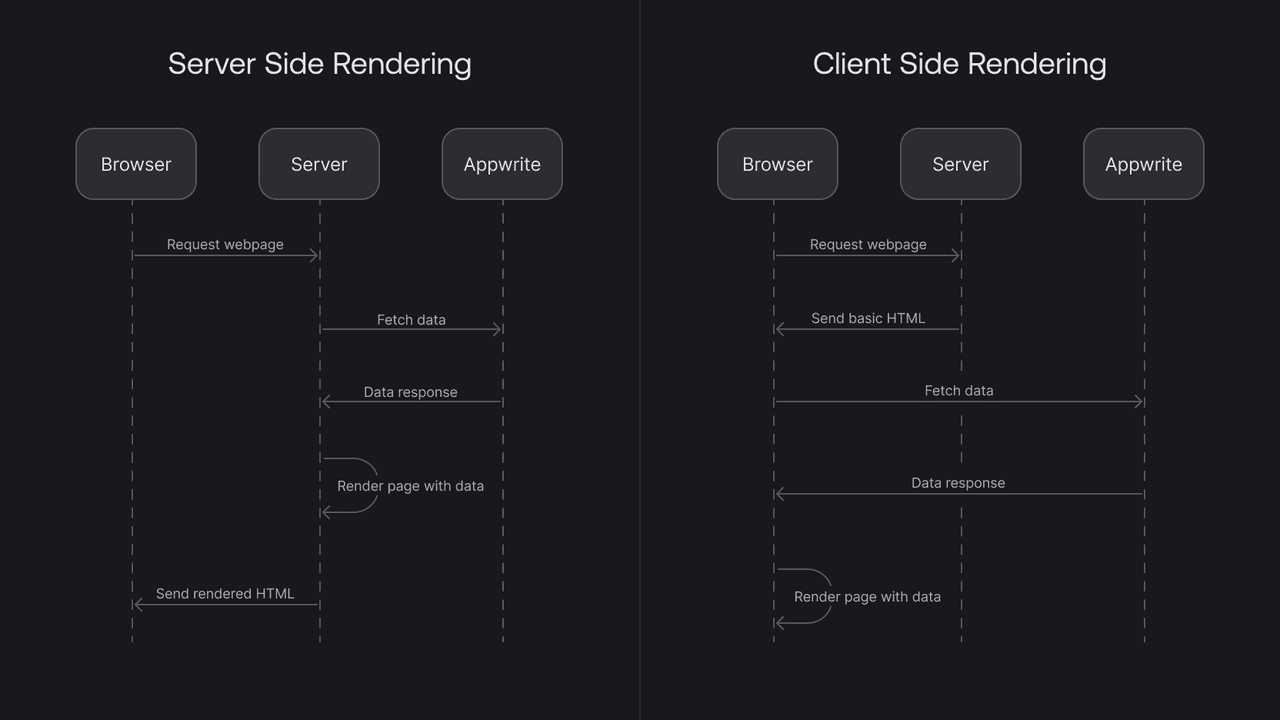 Server Side Rendering
Browser
Server
Appwrite
Request webpage
Fetch data
Data response
Render page with data
Send rendered HTML
Client Side Rendering
Browser
Server
Appwrite
Request webpage
Send basic HTML
Fetch data
Data response
Render page with data